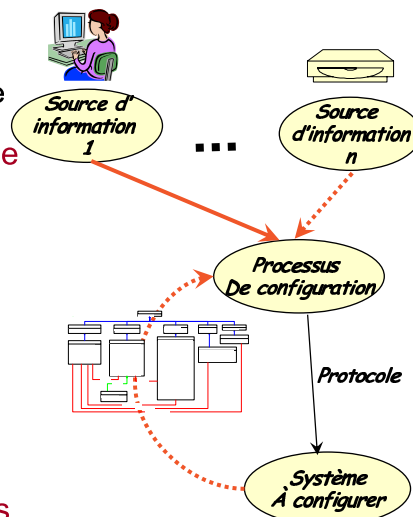 Source d'
information
1
e
e
...
Source
d'information
n
Processus
De configuration
Protocole
Système
À configurer
s